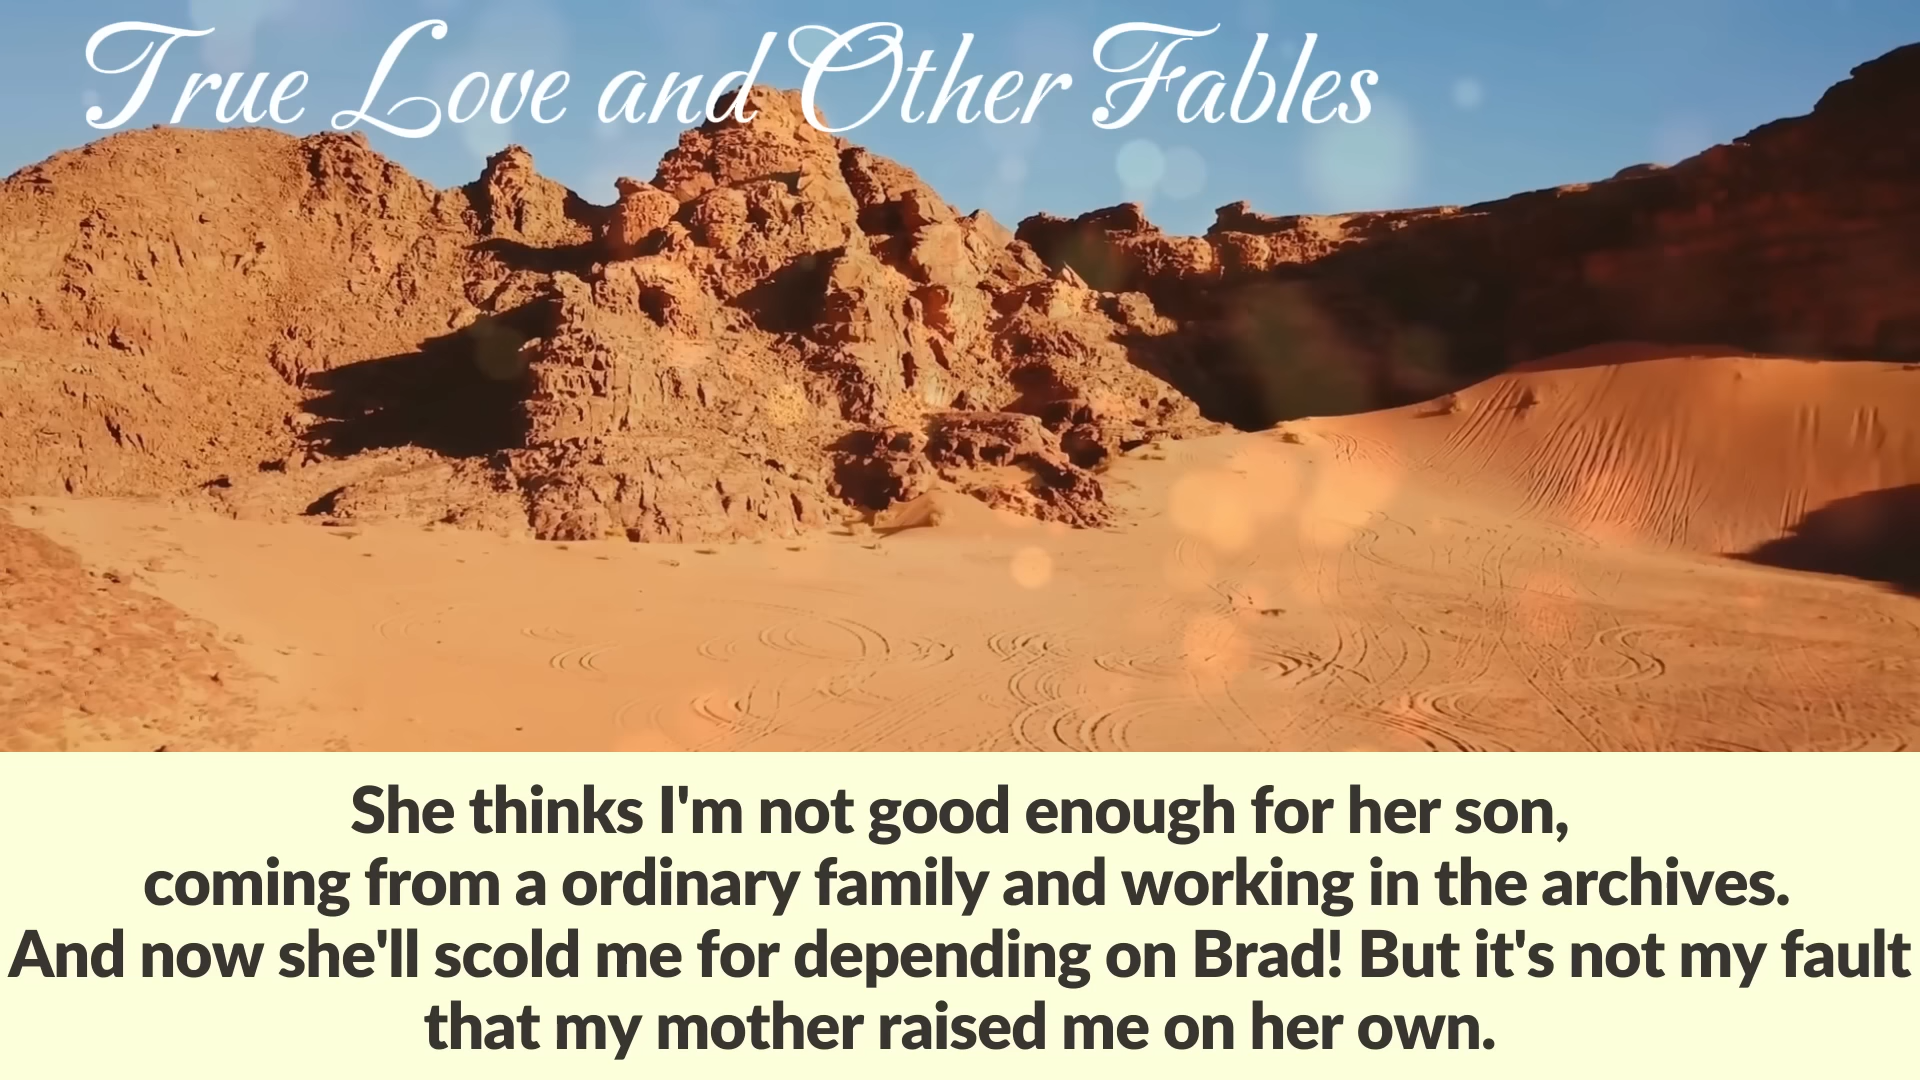 True Love and Other Fables
She thinks I'm not good enough for her son,
coming from a ordinary family and working in the archives.
And now she'll scold me for depending on Brad! But it's not my fault
that my mother raised me on her own.